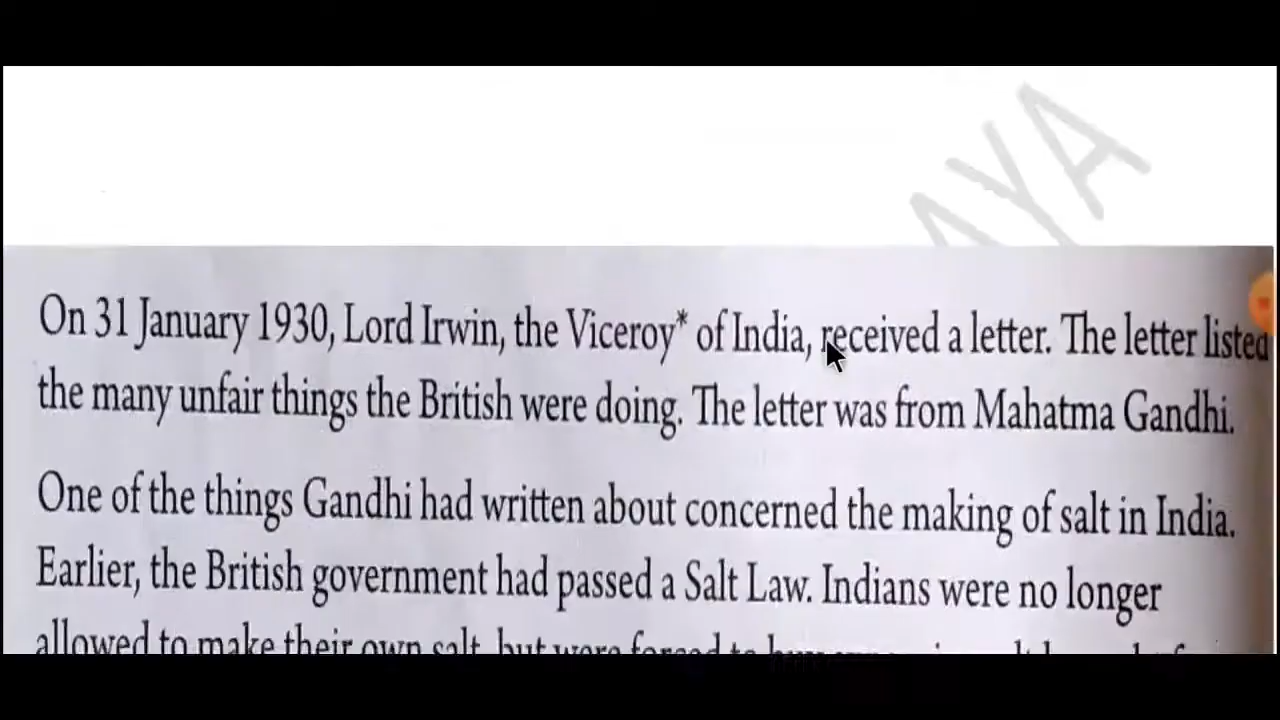 AYA
On 31 January 1930, Lord Irwin, the Viceroy* of India, received a letter. The letter listed
the many unfair things the British were doing. The letter was from Mahatma Gandhi.
One of the things Gandhi had written about concerned the making of salt in India.
Earlier, the British government had passed a Salt Law. Indians were no longer
allowed to make their own salt, but were forced to buy